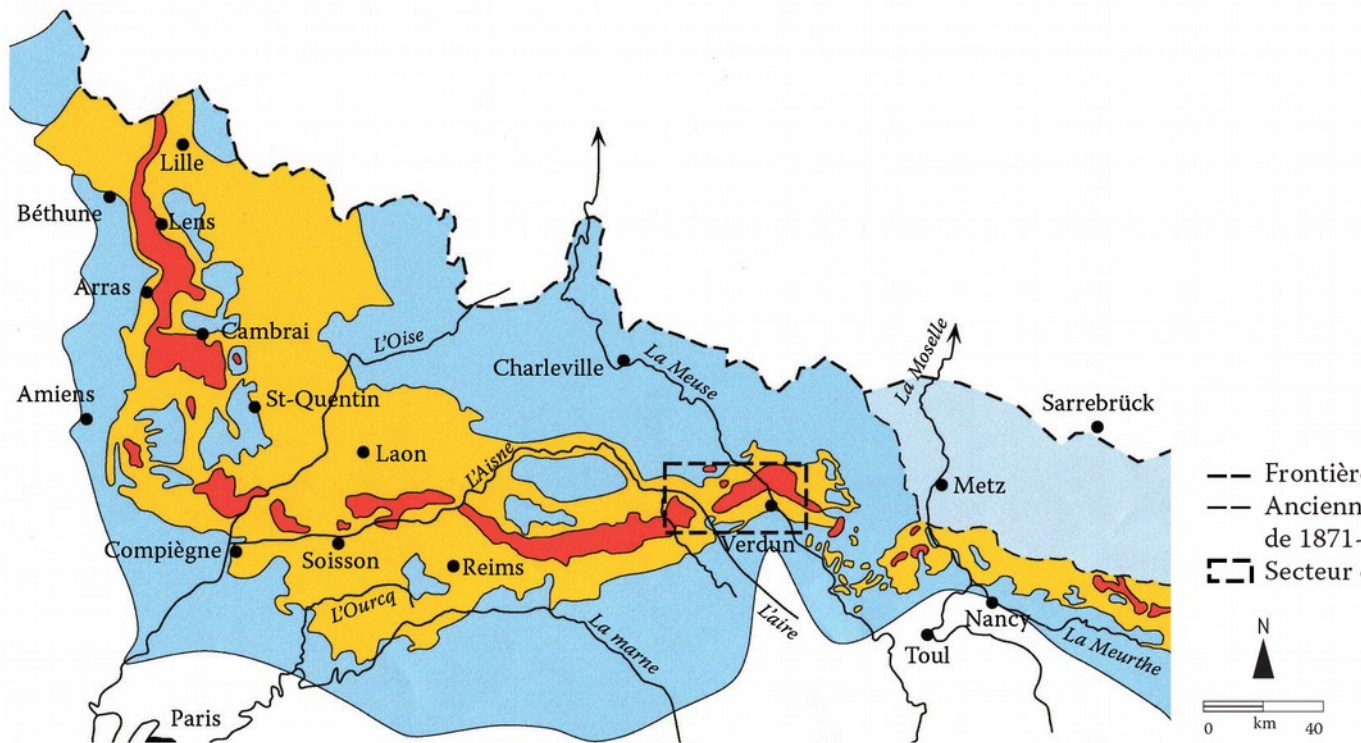 Lille
Béthune
Lens
Arras
Cambrai
L'Oise
Charleville
La Meuse
La Moselle
Amiens
St-Quentin
Sarrebrück
Laon
L'Aisne
Metz
Frontière
Ancienn
de 1871-
Secteur
Compiègne
Soisson
Verdun
Reims
L'Ourcq
L'aire
La marne
Nancy
La Meurthe
Toul
N
Paris
0 km 40